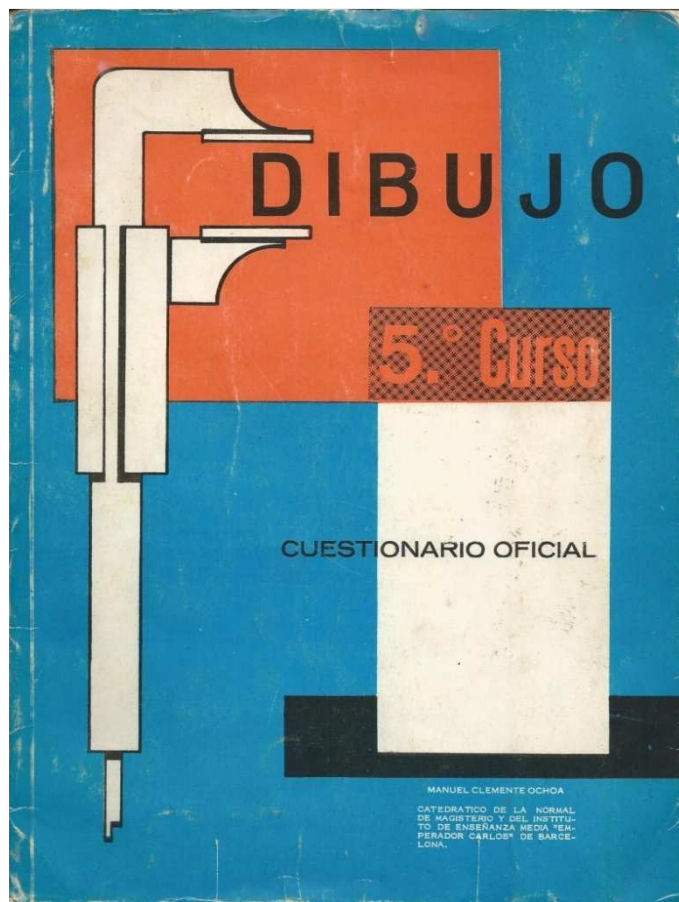 DIBUJO
5.º Curso
CUESTIONARIO OFICIAL
MANUEL CLEMENTE OCHOA
CATEDRATICO DE LA NORMAL
DE MAGISTERIO Y DEL INSTITU-
TO DE ENSEÑANZA MEDIA "EM-
PERADOR CARLOS" DE BARCE-
LONA.